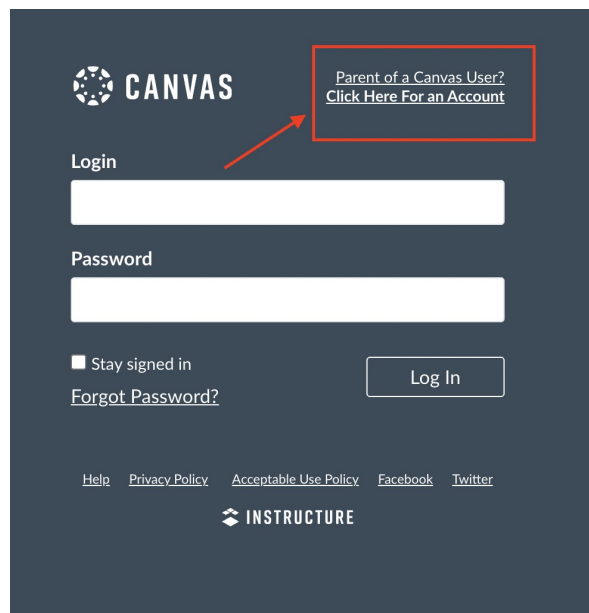 CANVAS
Parent of a Canvas User?
Click Here For an Account
Login
Password
Stay signed in
Log In
Forgot Password?
Help Privacy Policy Acceptable Use Policy Facebook Twitter
INSTRUCTURE